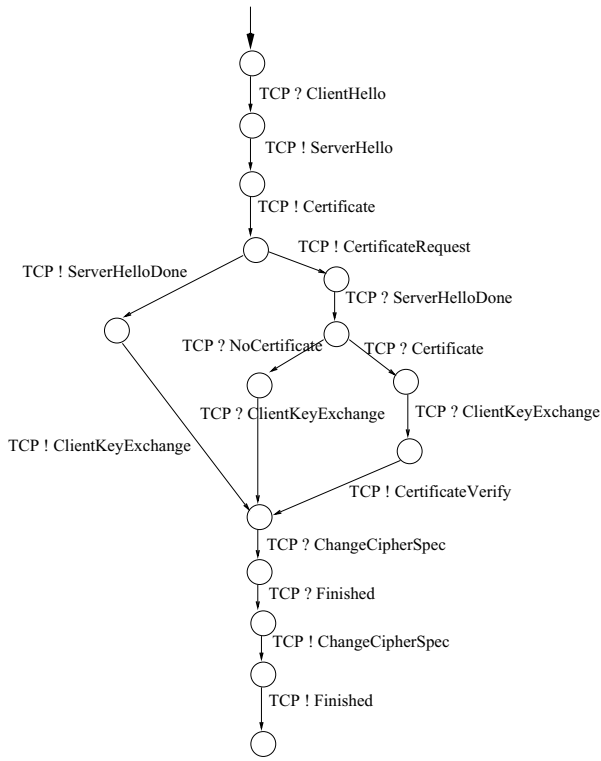 TCP ? ClientHello
TCP ! ServerHello
TCP ! Certificate
TCP ! CertificateRequest
TCP ! ServerHelloDone
TCP ? ServerHelloDone
TCP ? NoCertificate
TCP ? Certificate
TCP ? ClientKeyExchange
TCP ? ClientKeyExchange
TCP ! ClientKeyExchange
TCP ! CertificateVerify
TCP ? ChangeCipherSpec
TCP ? Finished
TCP ! ChangeCipherSpec
TCP ! Finished